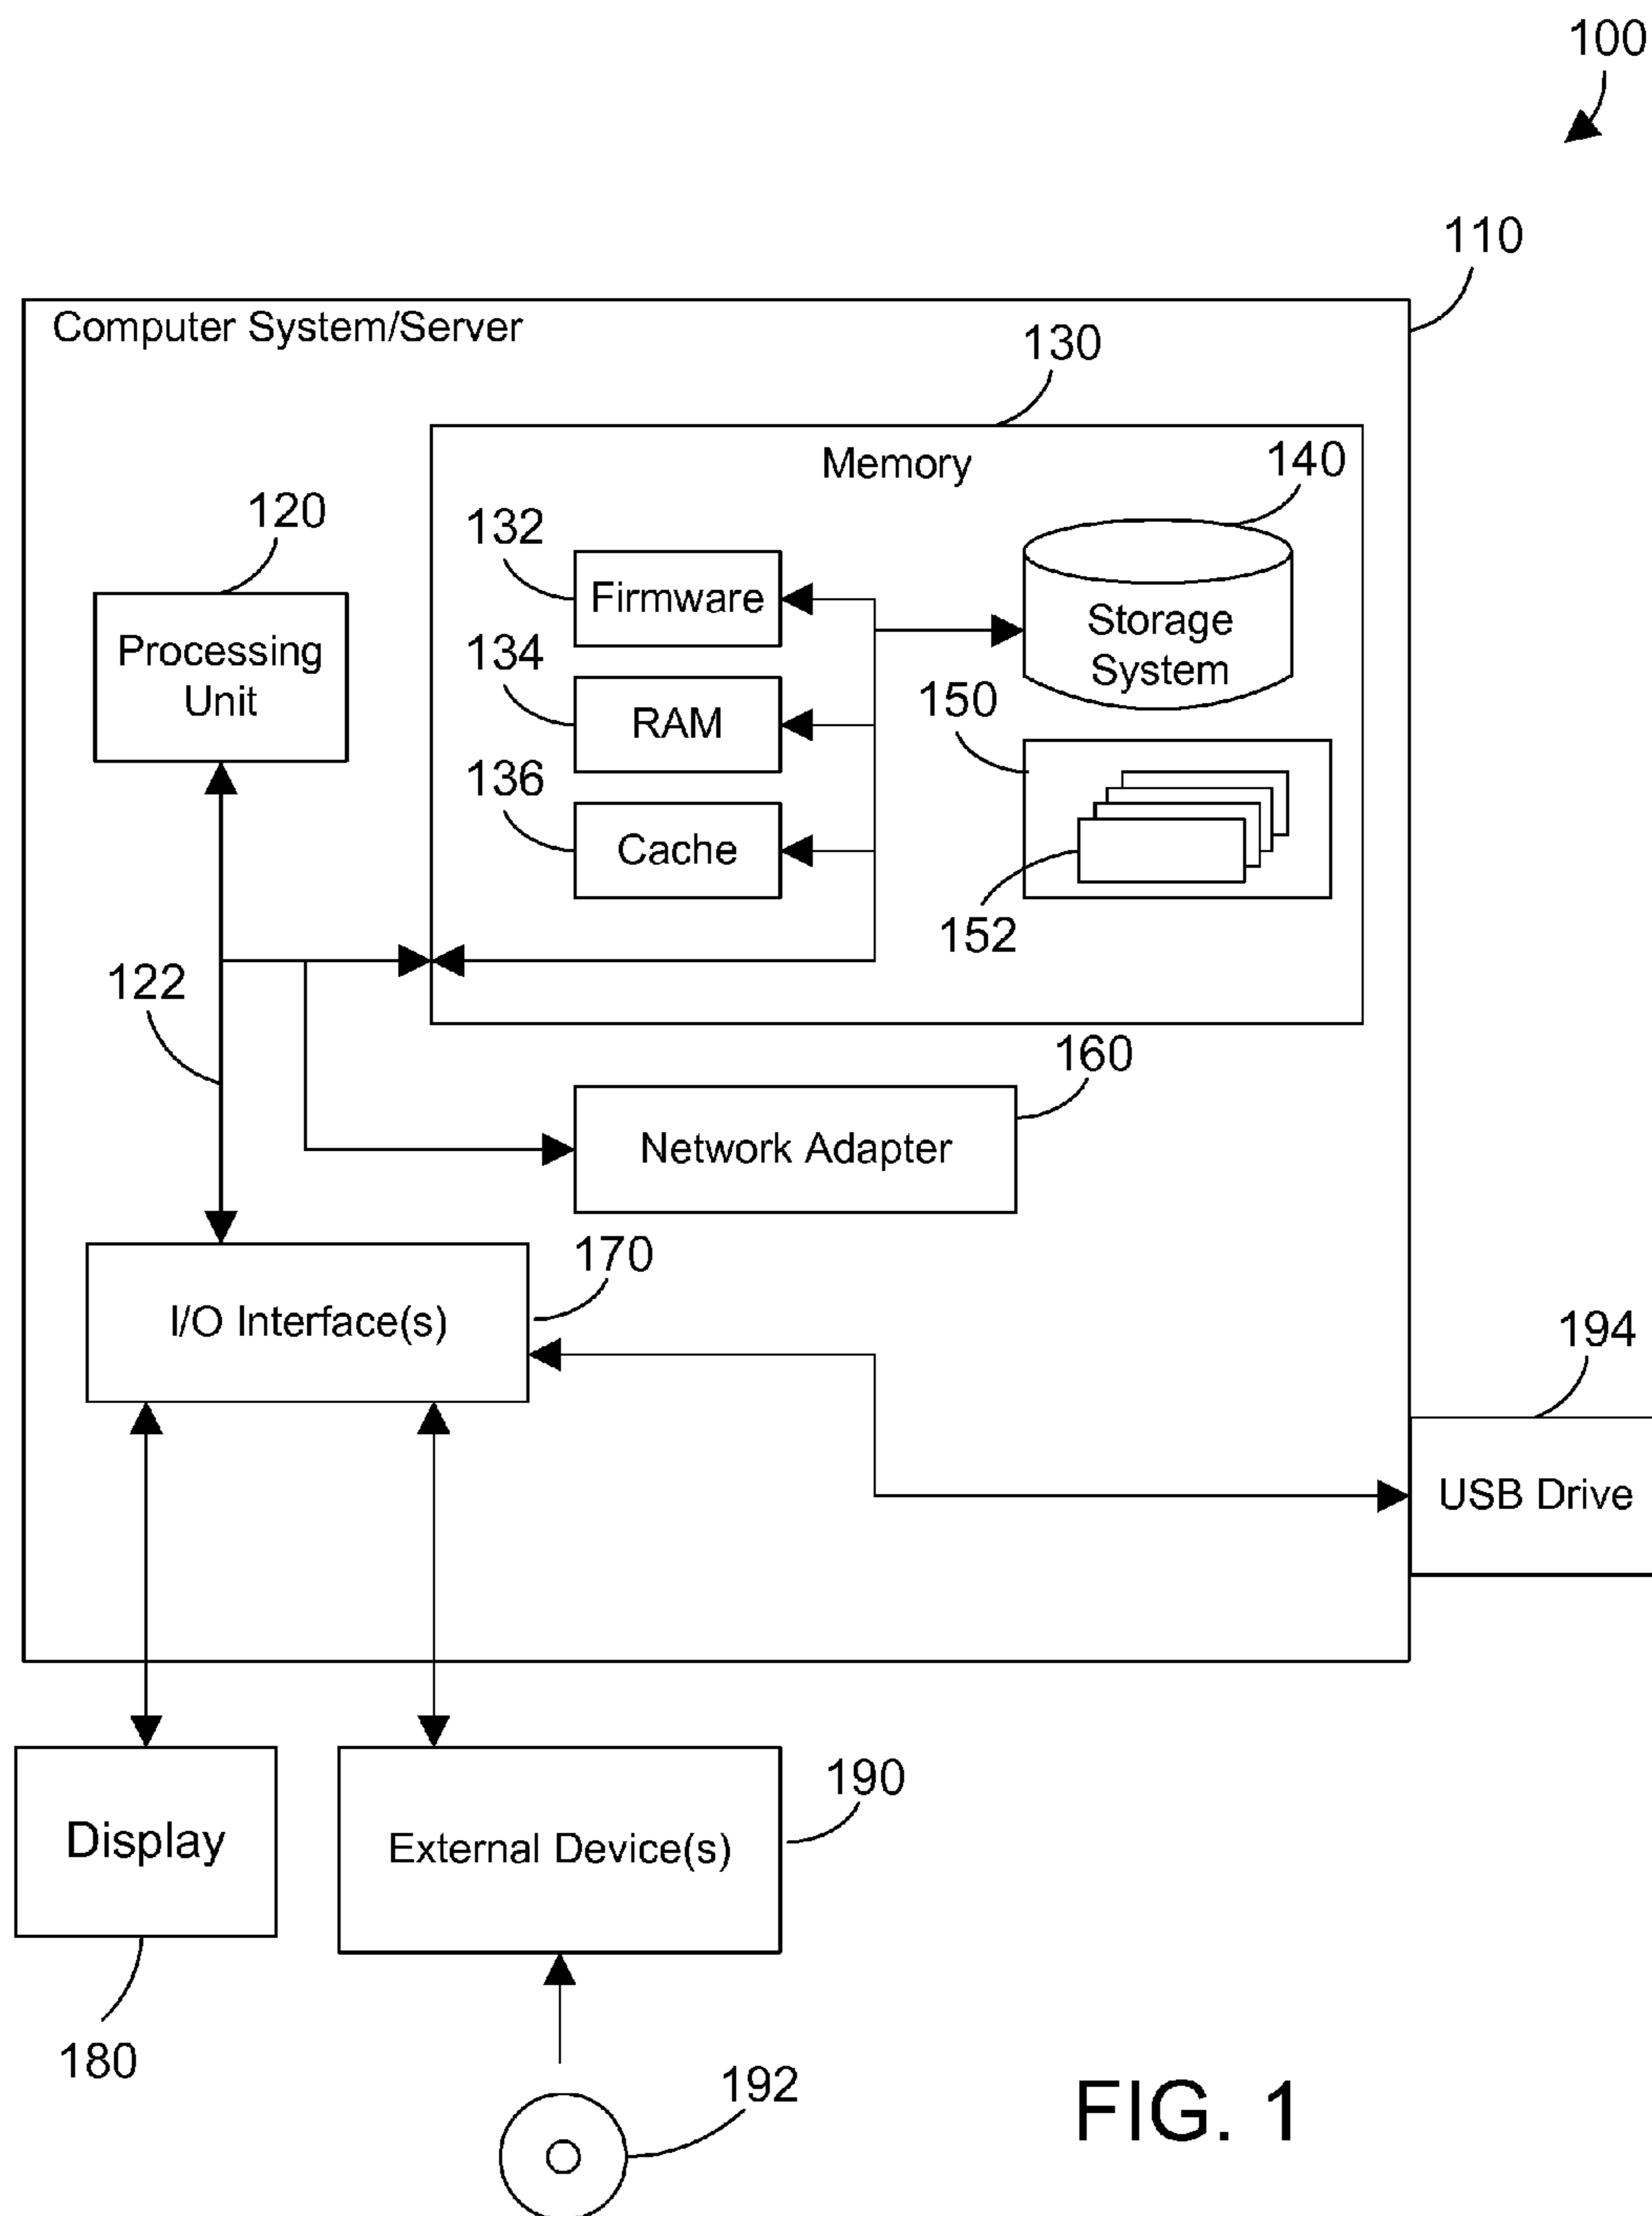 100
110
Computer System/Server
130
Memory
140
120
132
Firmware
Storage
System
Processing
Unit
134
RAM
150
136
Cache
152
122
160
Network Adapter
170
I/O Interface(s)
194
USB Drive
190
Display
External Device(s)
180
192
FIG. 1